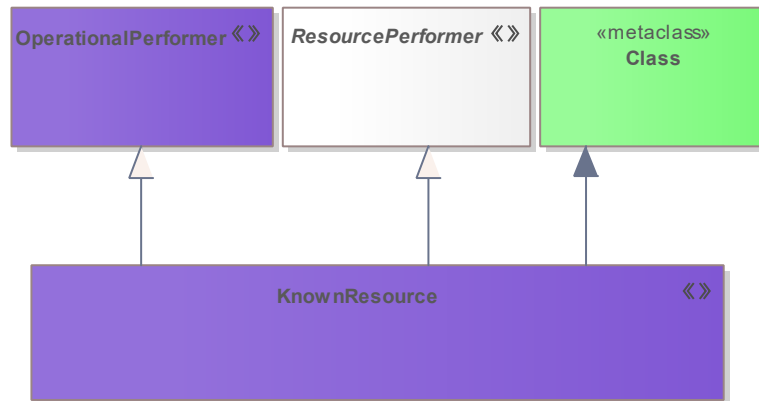 OperationalPerformer «»
ResourcePerformer «»
«metaclass»
Class
KnownResource «»